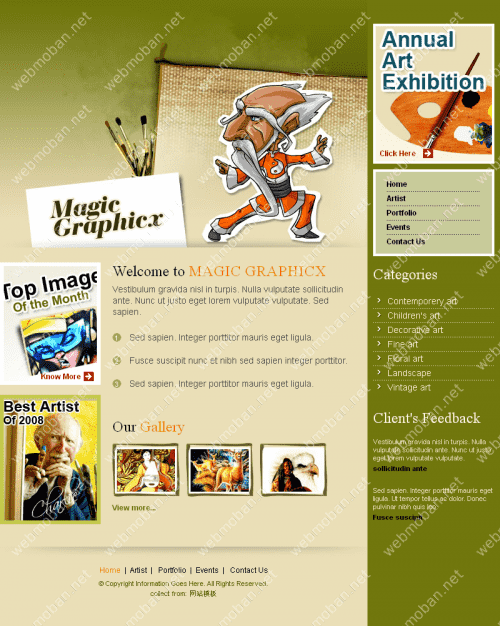 Magic
Graphicx
Annual
Art
Exhibition
Click Here
Home
Artist
Portfolio
Events
Contact Us
Top Image
Of the Month
Know More
Welcome to MAGIC GRAPHICX
Vestibulum gravida nisl in turpis. Nulla vulputate sollicitudin
ante. Nunc ut justo eget lorem vulputate vulputate. Sed
sapien.
1 Sed sapien. Integer porttitor mauris eget ligula.
2 Fusce suscipit nunc et nibh sed sapien integer porttitor.
3 Sed sapien. Integer porttitor mauris eget ligula.
Categories
Contemporery art
Children's art
Decorative art
Fine art
Floral art
Landscape
Vintage art
Best Artist
Of 2008
Charles
Our Gallery
View more...
Client's Feedback
Vestibulum gravida nisl in turpis. Nulla
vulputate sollicitudin ante. Nunc ut justo
eget lorem vulputate vulputate.
sollicitudin ante
Sed sapien. Integer porttitor mauris eget
ligula. Ut tempor tellus ac dolor. Donec
pulvinar nibh quis leo.
Fusce suscipit
Home | Artist | Portfolio | Events | Contact Us
© Copyright Information Goes Here. All Rights Reserved.
collect from 网站模板
webmoban.net